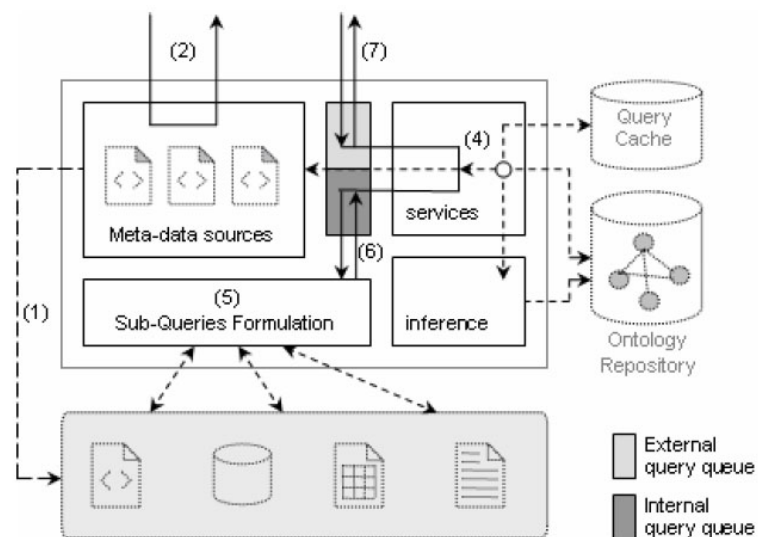 (2)
(7)
(4)
Query
Cache
services
Meta-data sources
(6)
(5)
(1)
Sub-Queries Formulation
inference
Ontology
Repository
External
query queue
Internal
query queue